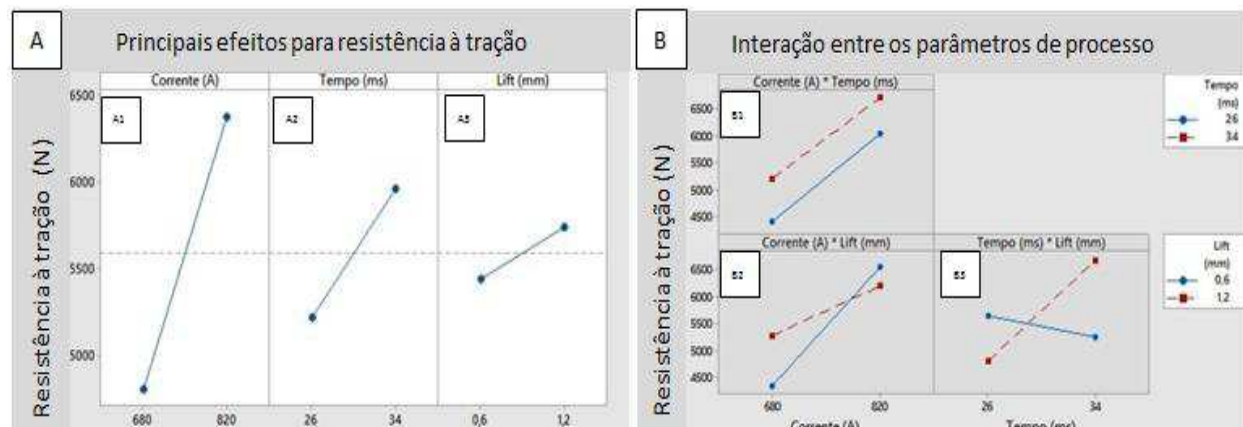 A
Principais efeitos para resistência à tração
Resistência à tração (N)
Corrente (A)
Tempo (ms)
Lift (mm)
6500
6000
5500
5000
A1
A2
A3
680
820
26
34
0,6
1,2
B
Interação entre os parâmetros de processo
Resistência à tração (N)
Corrente (A) * Tempo (ms)
B1
6500
6000
5500
5000
4500
Tempo
(ms)
26
34
Corrente (A) * Lift (mm)
Tempo (ms) * Lift (mm)
B2
B3
6500
6000
5500
5000
4500
Lift
(mm)
0,6
1,2
680
820
26
34
Corrente (A)
Tempo (ms)